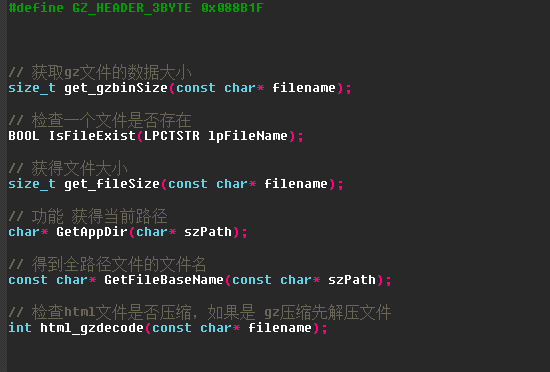 #define GZ_HEADER_3BYTE 0x088B1F
// 获取gz文件的数据大小
size_t get_gzbinSize(const char* filename);
// 检查一个文件是否存在
BOOL IsFileExist(LPCTSTR lpFileName);
// 获得文件大小
size_t get_fileSize(const char* filename);
// 功能 获得当前路径
char* GetAppDir(char* szPath);
// 得到全路径文件的文件名
const char* GetFileBaseName(const char* szPath);
// 检查html文件是否压缩，如果是 gz压缩先解压文件
int html_gzdecode(const char* filename);